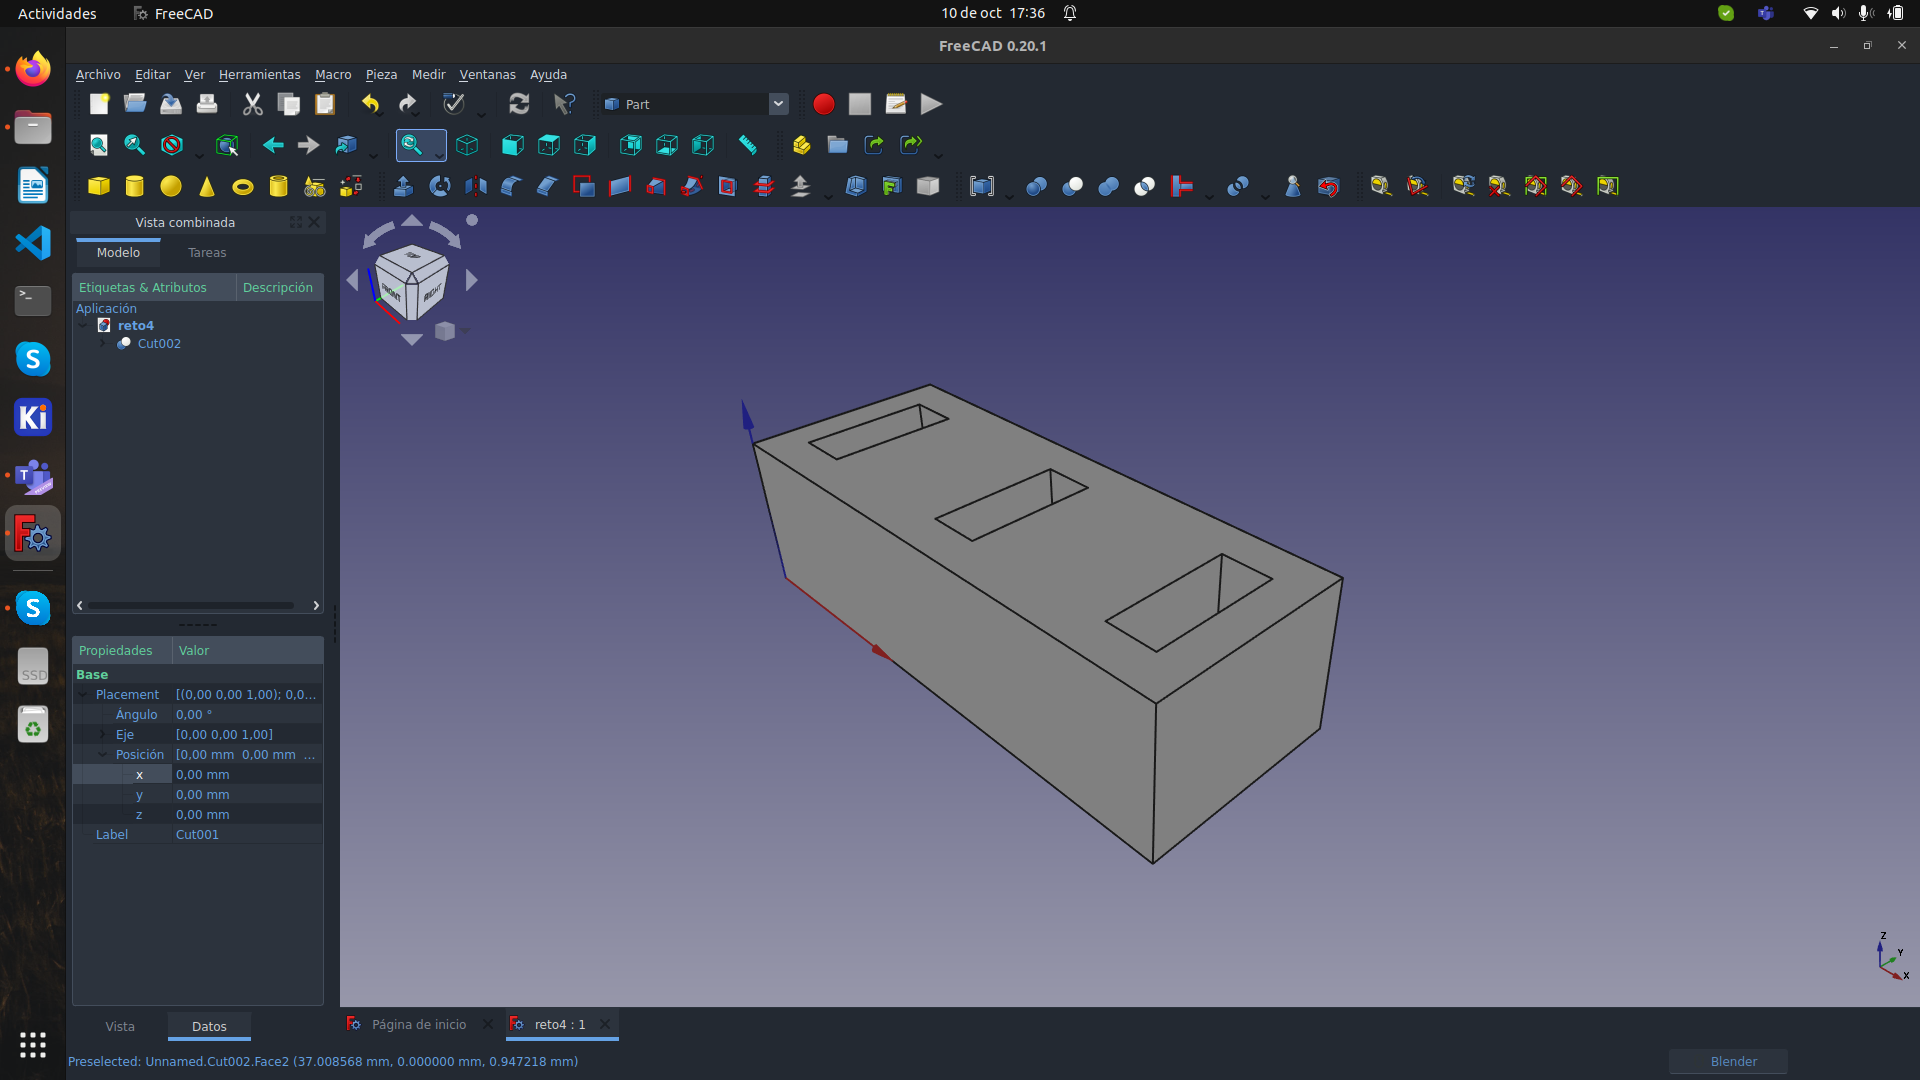 Actividades FreeCAD 10 de oct 17:36
FreeCAD 0.20.1
Archivo Editar Ver Herramientas Macro Pieza Medir Ventanas Ayuda
Part
Vista combinada
Modelo Tareas
Etiquetas & Atributos Descripción
Aplicación
reto4
Cut002
FRONT RIGHT
Ki
T
S
SSD
Propiedades Valor
Base
Placement [(0,00 0,00 1,00); 0,0...
Ángulo 0,00 °
Eje [0,00 0,00 1,00]
Posición [0,00 mm 0,00 mm ...
x 0,00 mm
y 0,00 mm
z 0,00 mm
Label Cut001
Z
Y
X
Vista Datos
Página de inicio reto4 : 1
Preselected: Unnamed.Cut002.Face2 (37.008568 mm, 0.000000 mm, 0.947218 mm)
Blender